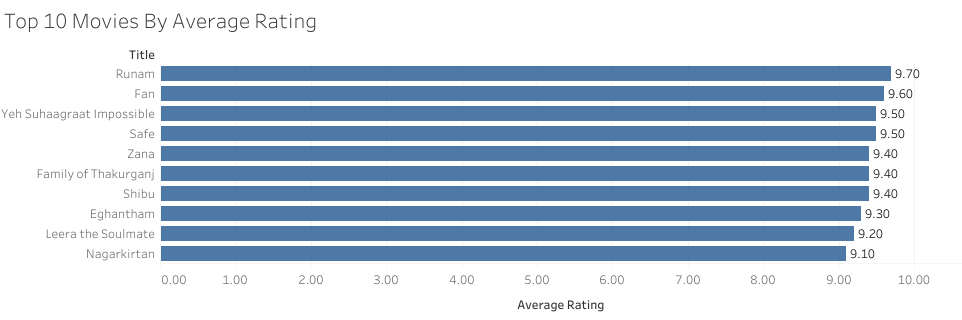 Top 10 Movies By Average Rating
Title
Runam 9.70
Fan 9.60
Yeh Suhaagraat Impossible 9.50
Safe 9.50
Zana 9.40
Family of Thakurganj 9.40
Shibu 9.40
Eghantham 9.30
Leera the Soulmate 9.20
Nagarkirtan 9.10
0.00 1.00 2.00 3.00 4.00 5.00 6.00 7.00 8.00 9.00 10.00
Average Rating